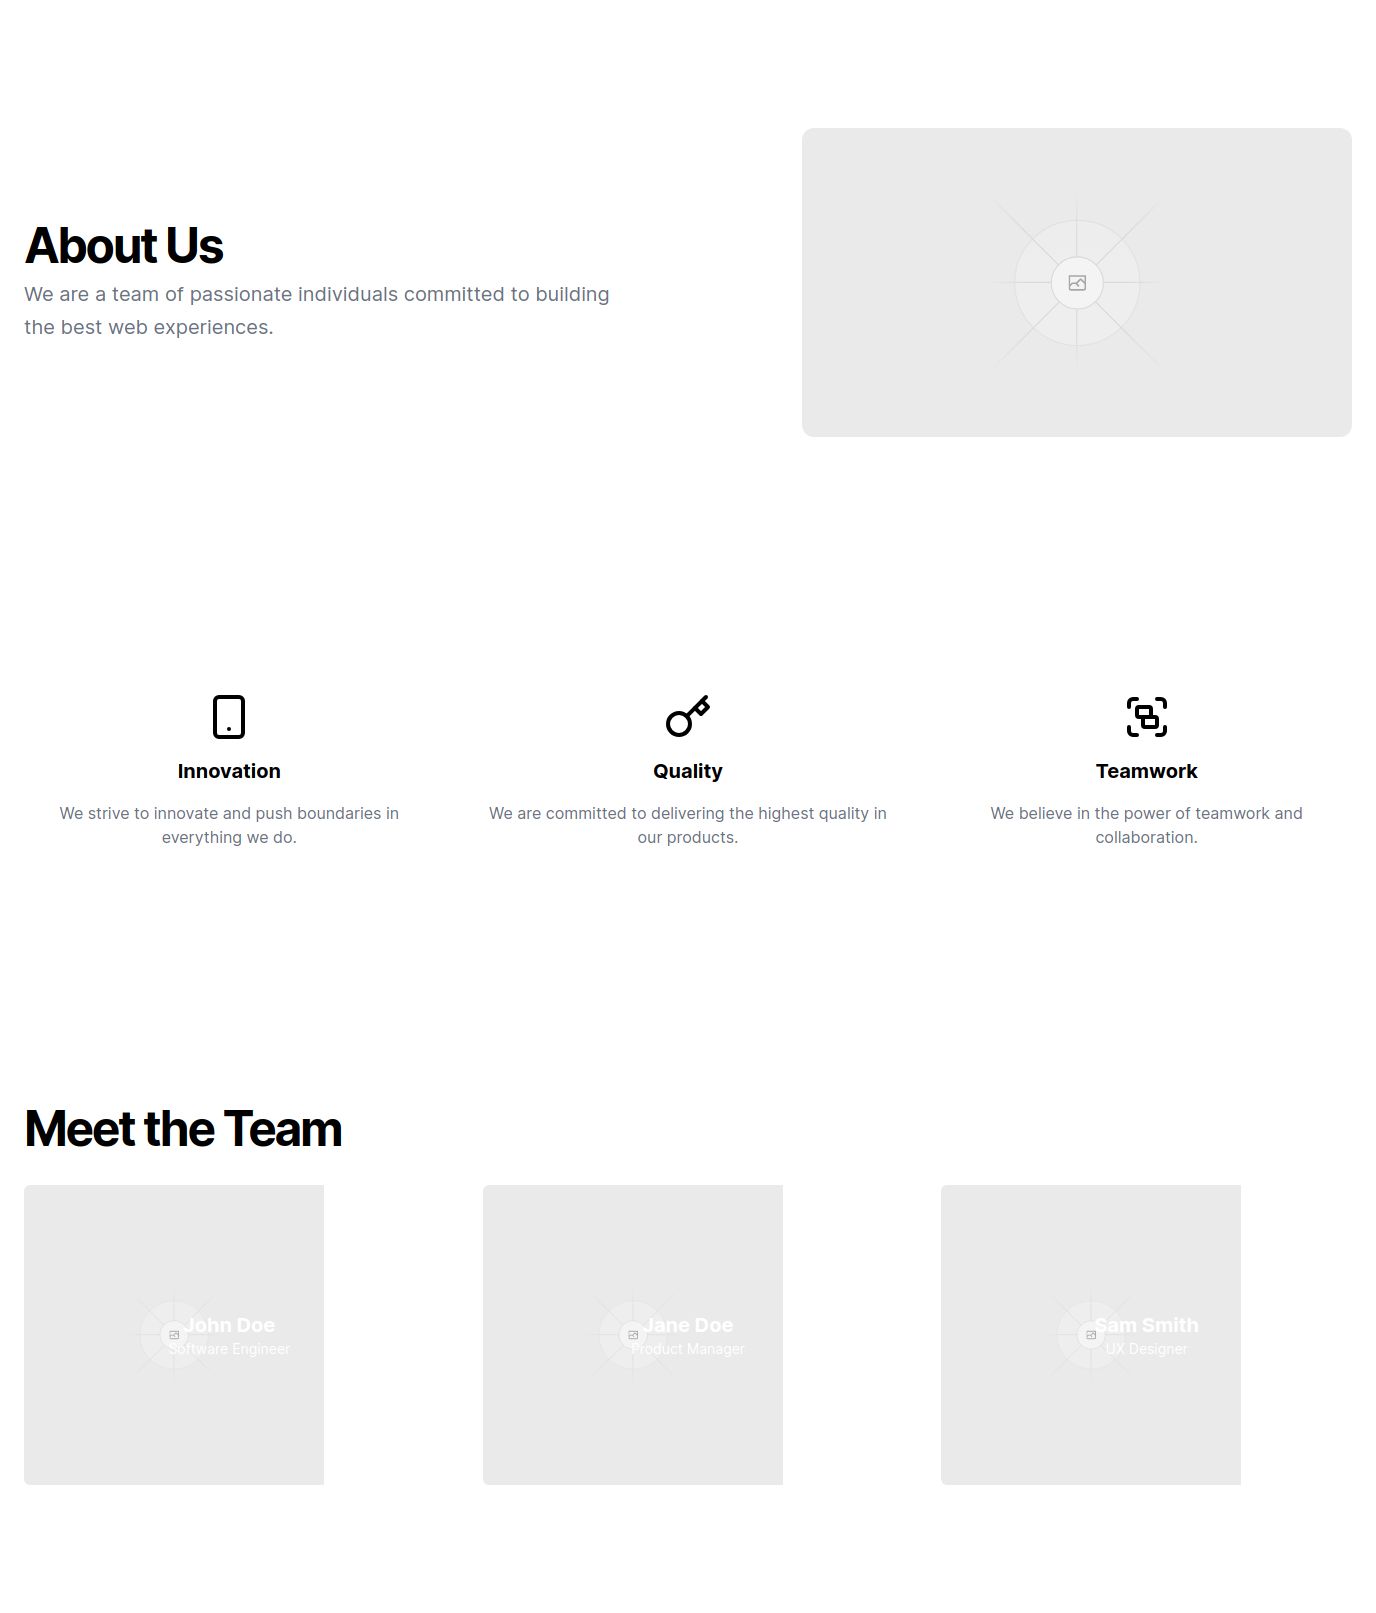 About Us
We are a team of passionate individuals committed to building
the best web experiences.
Innovation
We strive to innovate and push boundaries in
everything we do.
Quality
We are committed to delivering the highest quality in
our products.
Teamwork
We believe in the power of teamwork and
collaboration.
Meet the Team
John Doe
Software Engineer
Jane Doe
Product Manager
Sam Smith
UX Designer